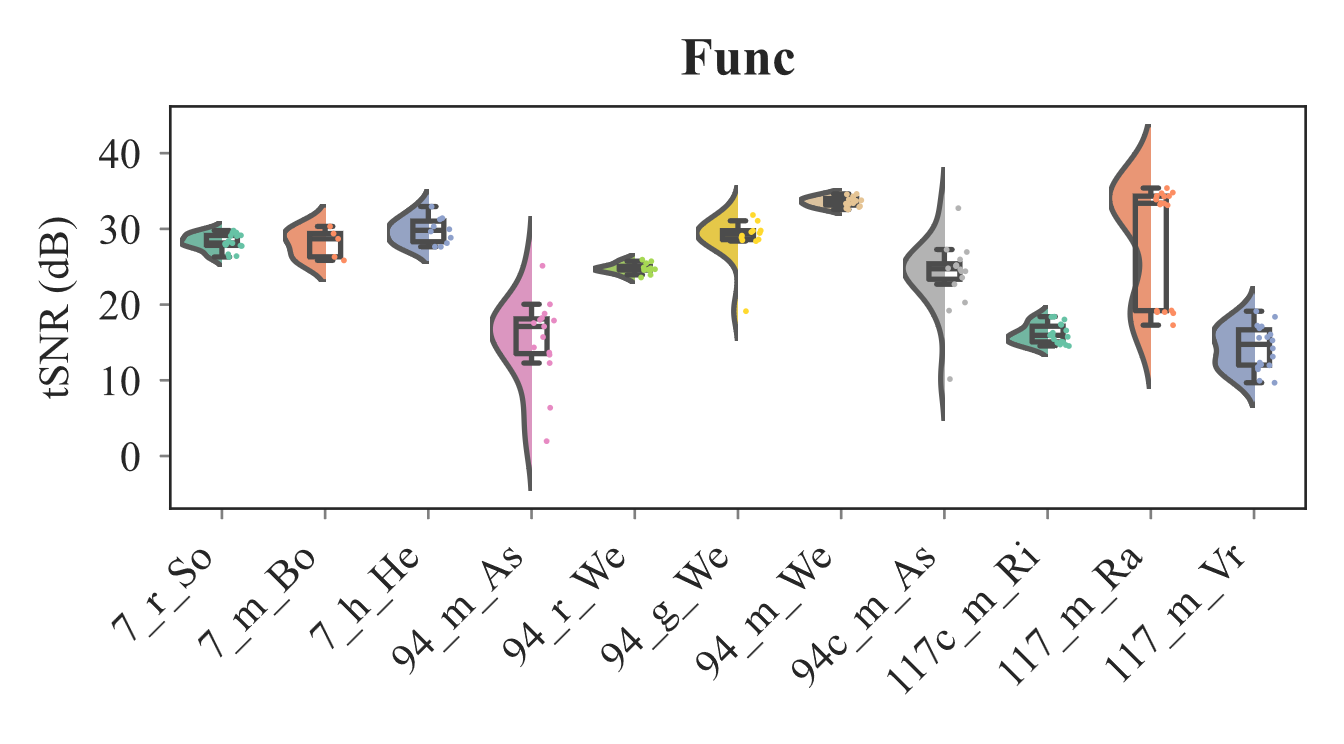 Func
tSNR (dB)
40
30
20
10
0
7_r_So
7_m_Bo
7_h_He
94_m_As
94_r_We
94_g_We
94_m_We
94c_m_As
117c_m_Ri
117_m_Ra
117_m_Vr